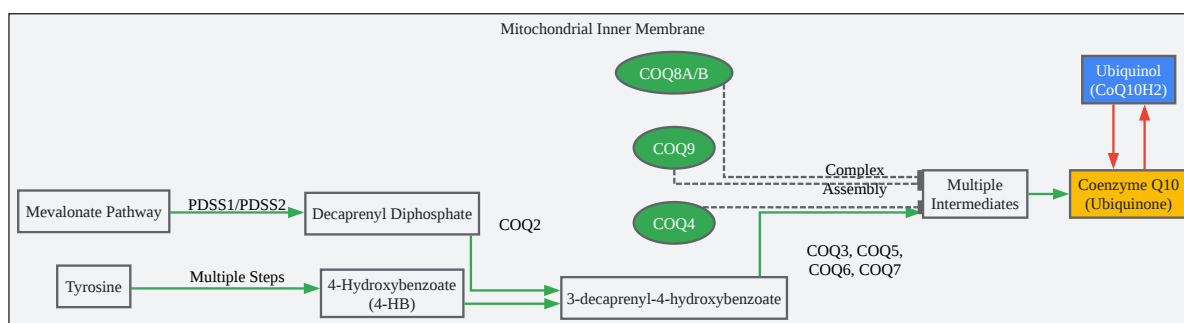 Mitochondrial Inner Membrane
COQ8A/B
Ubiquinol
(CoQ10H2)
COQ9
Complex
Assembly
Mevalonate Pathway
PDSS1/PDSS2
Decaprenyl Diphosphate
COQ2
COQ4
Multiple
Intermediates
Coenzyme Q10
(Ubiquinone)
COQ3, COQ5,
COQ6, COQ7
Tyrosine
Multiple Steps
4-Hydroxybenzoate
(4-HB)
3-decaprenyl-4-hydroxybenzoate